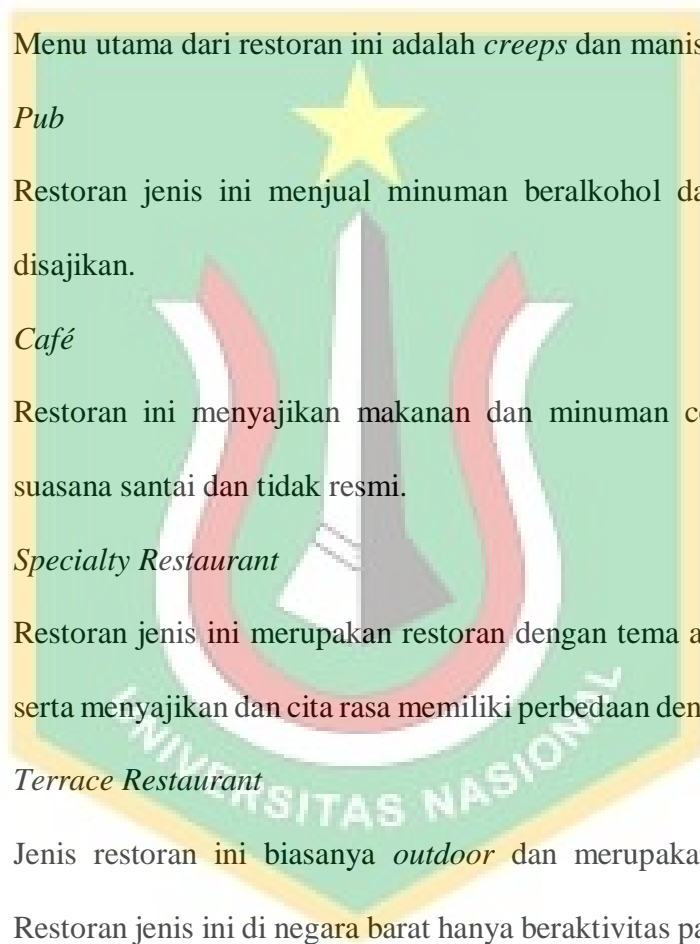 Menu utama dari restoran ini adalah creeps dan manis
Pub
Restoran jenis ini menjual minuman beralkohol da
disajikan.
Café
Restoran ini menyajikan makanan dan minuman ce
suasana santai dan tidak resmi.
Specialty Restaurant
Restoran jenis ini merupakan restoran dengan tema a
serta menyajikan dan cita rasa memiliki perbedaan den
Terrace Restaurant
Jenis restoran ini biasanya outdoor dan merupaka
Restoran jenis ini di negara barat hanya beraktivitas pa
UNIVERSITAS NASIONAL